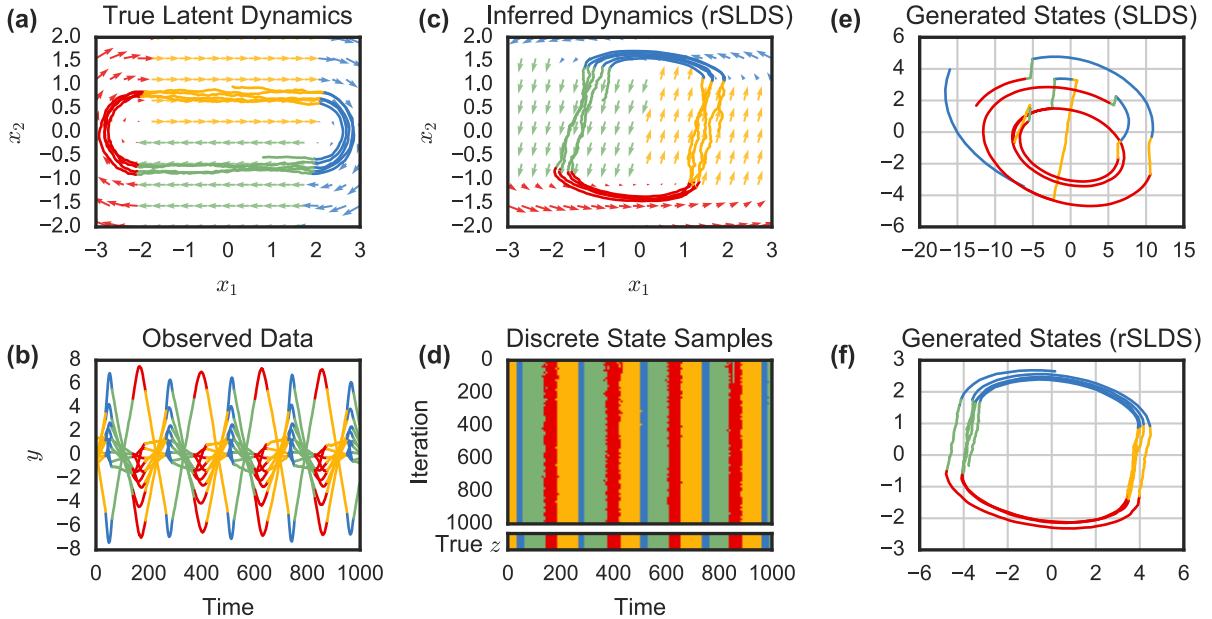 (a) True Latent Dynamics
2.0
1.5
1.0
0.5
0.0
−0.5
−1.0
−1.5
−2.0
x2
−3 −2 −1 0 1 2 3
x1
(c) Inferred Dynamics (rSLDS)
2.0
1.5
1.0
0.5
0.0
−0.5
−1.0
−1.5
−2.0
x2
−3 −2 −1 0 1 2 3
x1
(e) Generated States (SLDS)
6
4
2
0
−2
−4
−6
−20 −15 −10 −5 0 5 10 15
(b) Observed Data
8
6
4
2
0
−2
−4
−6
−8
y
0 200 400 600 800 1000
Time
(d) Discrete State Samples
0
200
400
600
800
1000
Iteration
True z
0 200 400 600 800 1000
Time
(f) Generated States (rSLDS)
3
2
1
0
−1
−2
−3
−6 −4 −2 0 2 4 6